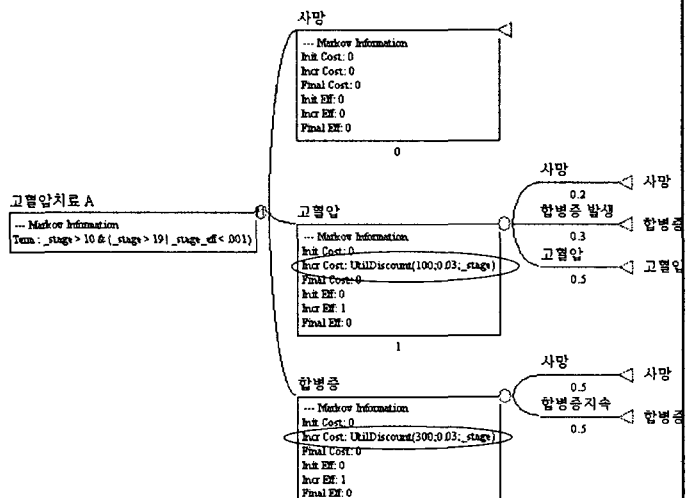 사망
--- Markov Information
Init Cost: 0
Incr Cost: 0
Final Cost: 0
Init Eff: 0
Incr Eff: 0
Final Eff: 0
0
고혈압치료 A
--- Markov Information
Term : _stage > 10 & (_stage > 19 | _stage_eff < .001)
고혈압
--- Markov Information
Init Cost: 0
Incr Cost: UtilDiscount(100;0.03;_stage)
Final Cost: 0
Init Eff: 0
Incr Eff: 1
Final Eff: 0
1
사망
0.2
사망
합병증 발생
0.3
합병증
고혈압
0.5
고혈압
합병증
--- Markov Information
Init Cost: 0
Incr Cost: UtilDiscount(300;0.03;_stage)
Final Cost: 0
Init Eff: 0
Incr Eff: 1
Final Eff: 0
사망
0.5
사망
합병증지속
0.5
합병증